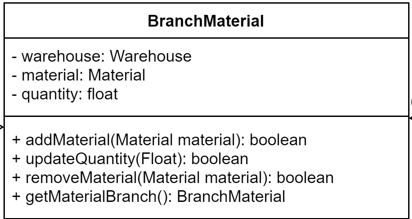 BranchMaterial
- warehouse: Warehouse
- material: Material
- quantity: float
+ addMaterial(Material material): boolean
+ updateQuantity(Float): boolean
+ removeMaterial(Material material): boolean
+ getMaterialBranch(): BranchMaterial